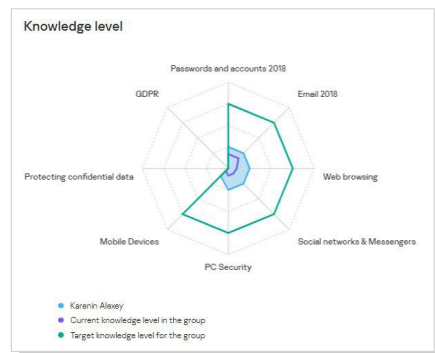 Knowledge level
Passwords and accounts 2018
GDPR
Email 2018
Protecting confidential data
Web browsing
Mobile Devices
Social networks & Messengers
PC Security
Karenin Alexey
Current knowledge level in the group
Target knowledge level for the group